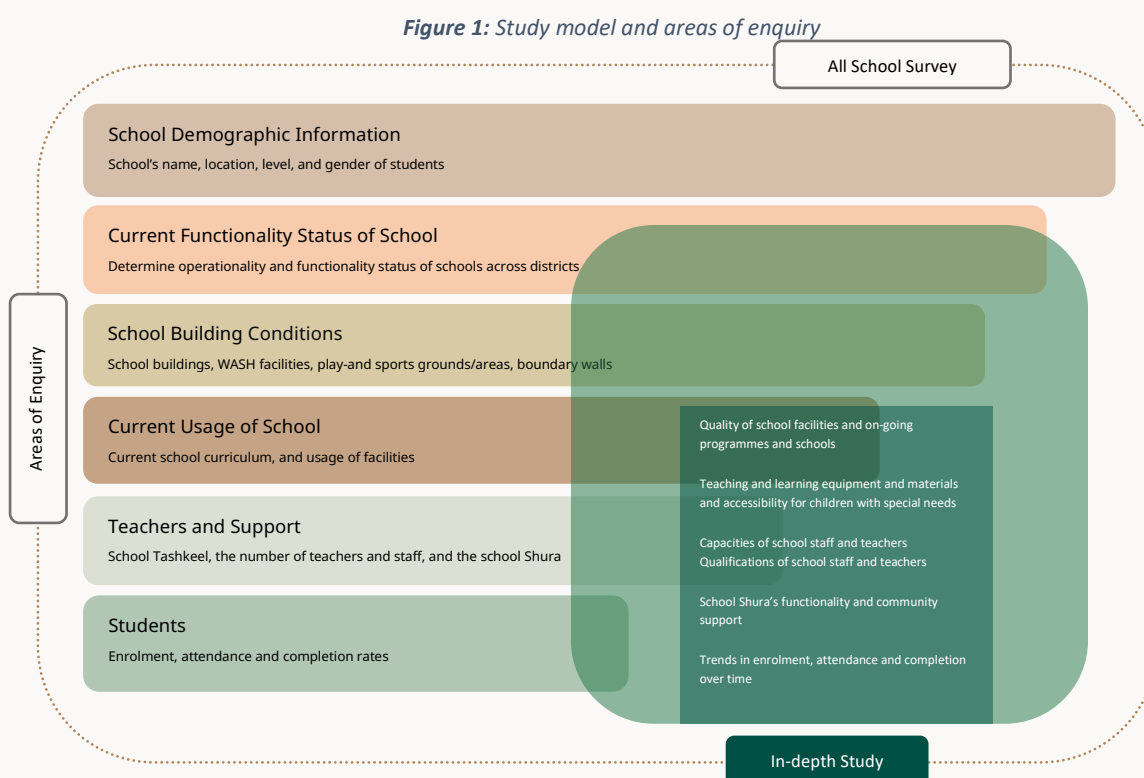 Figure 1: Study model and areas of enquiry
All School Survey
School Demographic Information
School's name, location, level, and gender of students
Current Functionality Status of School
Determine operationality and functionality status of schools across districts
School Building Conditions
School buildings, WASH facilities, play-and sports grounds/areas, boundary walls
Areas of Enquiry
Current Usage of School
Current school curriculum, and usage of facilities
Teachers and Support
School Tashkeel, the number of teachers and staff, and the school Shura
Students
Enrolment, attendance and completion rates
Quality of school facilities and on-going
programmes and schools
Teaching and learning equipment and materials
and accessibility for children with special needs
Capacities of school staff and teachers
Qualifications of school staff and teachers
School Shura's functionality and community
support
Trends in enrolment, attendance and completion
over time
In-depth Study